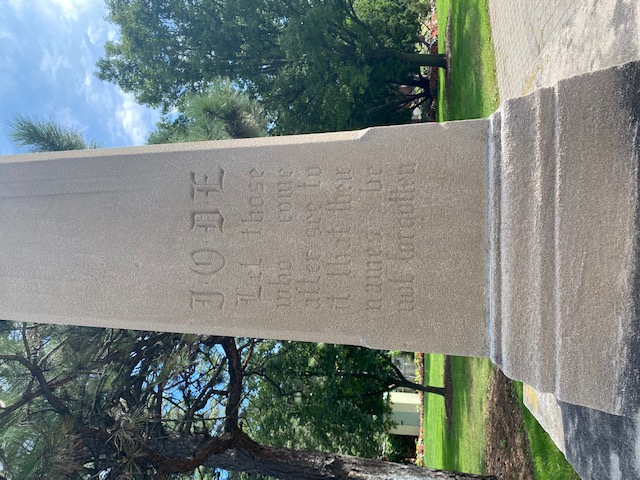 I·O·D·E
Let those
who come
after see to
it that their
names be
not forgotten